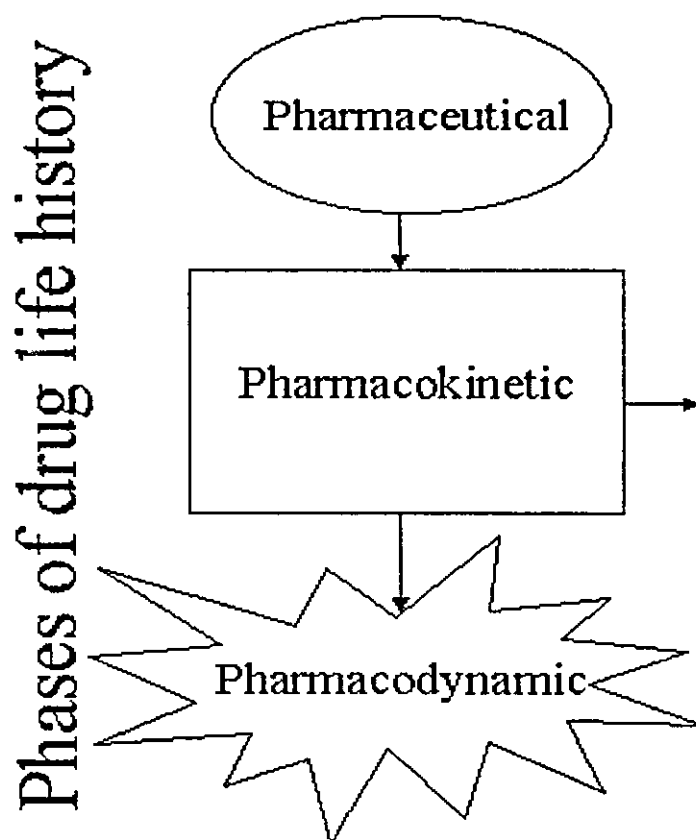 Phases of drug life history
Pharmaceutical
Pharmacokinetic
Pharmacodynamic